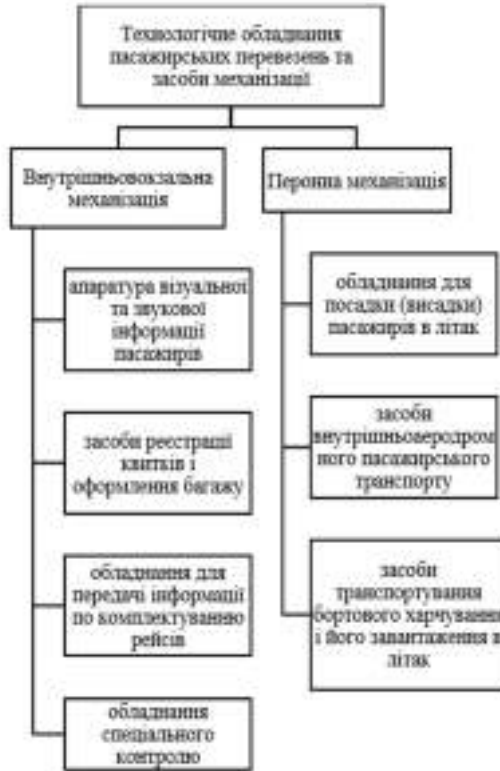 Технологічне обладнання
пасажирських перевезень та
засоби механізації
Внутрішньовокзальна
механізація
апаратура візуальної
та звукової
інформації
пасажирів
засоби реєстрації
квитків і
оформлення багажу
обладнання для
передачі інформації
по комплектуванню
рейсів
обладнання
спеціального
контролю
Перонна механізація
обладнання для
посадки (висадки)
пасажирів в літак
засоби
внутрішньоаеродром
ного пасажирського
транспорту
засоби
транспортування
бортового харчування
і його завантаження в
літак